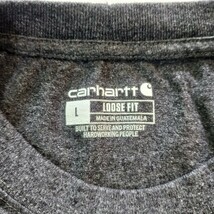 carhartt
L LOOSE FIT
MADE IN GUATEMALA
BUILT TO SERVE AND PROTECT
HARDWORKING PEOPLE.